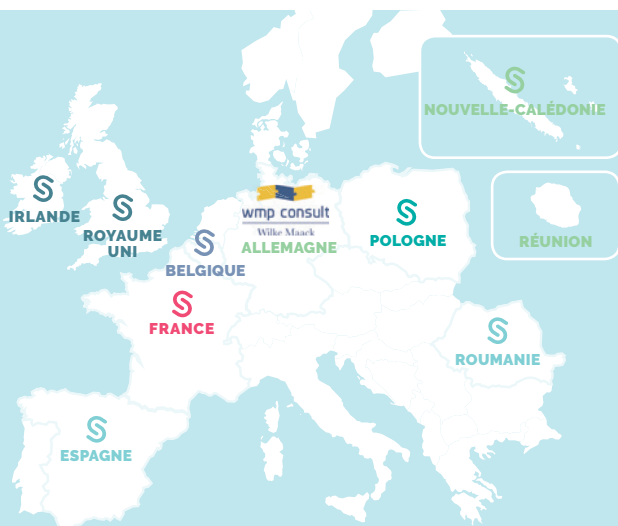 NOUVELLE-CALÉDONIE
IRLANDE
ROYAUME
UNI
wmp consult
Wilke Maack
ALLEMAGNE
POLOGNE
RÉUNION
BELGIQUE
FRANCE
ROUMANIE
ESPAGNE